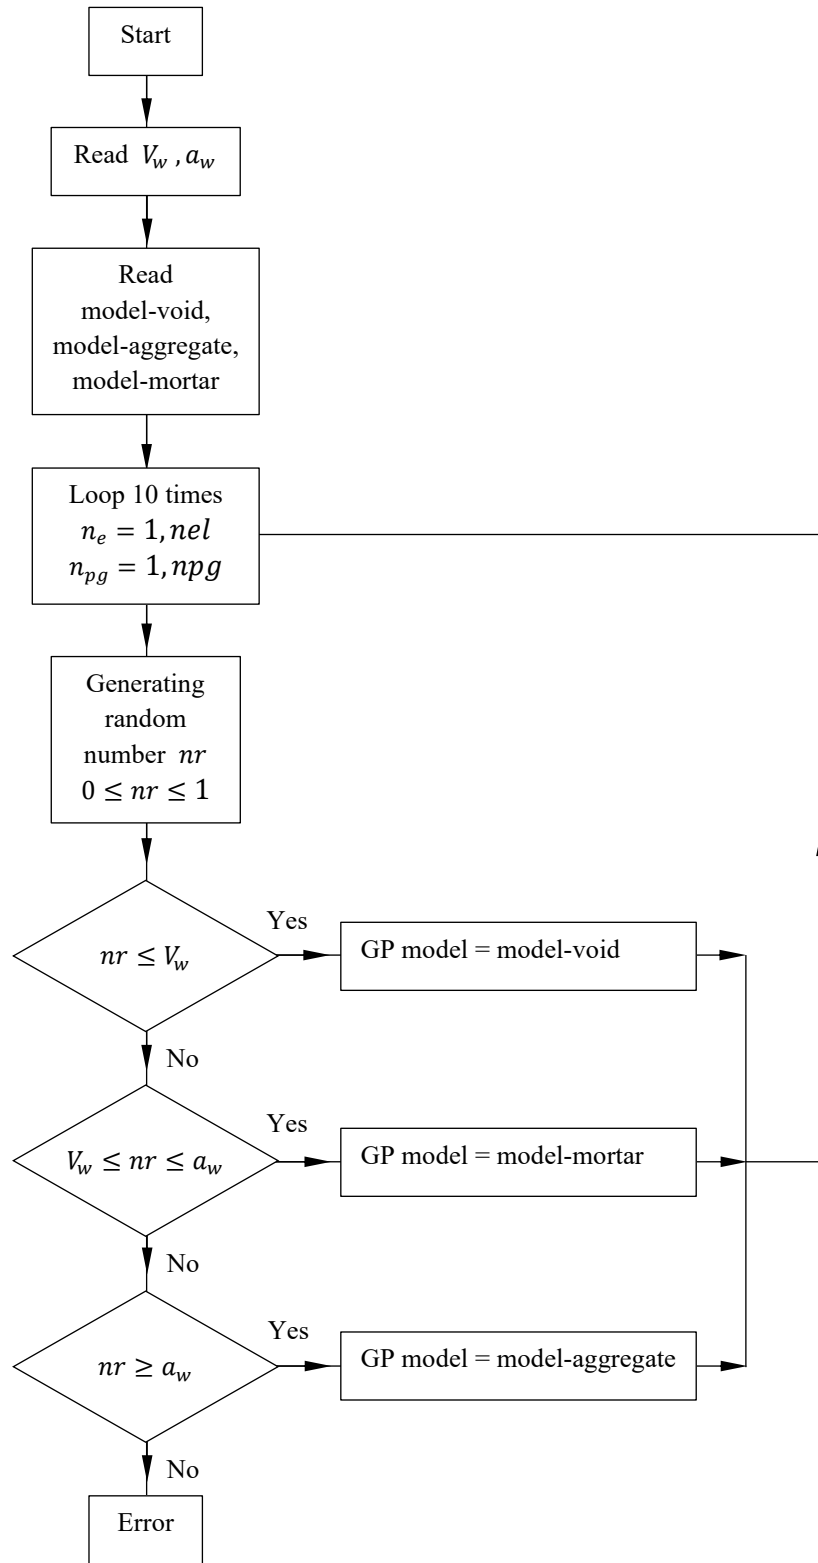 Start
Read V_w , a_w
Read
model-void,
model-aggregate,
model-mortar
Loop 10 times
n_e = 1, nel
n_pg = 1, npg
Generating
random
number nr
0 ≤ nr ≤ 1
nr ≤ V_w
Yes
GP model = model-void
No
V_w ≤ nr ≤ a_w
Yes
GP model = model-mortar
No
nr ≥ a_w
Yes
GP model = model-aggregate
No
Error